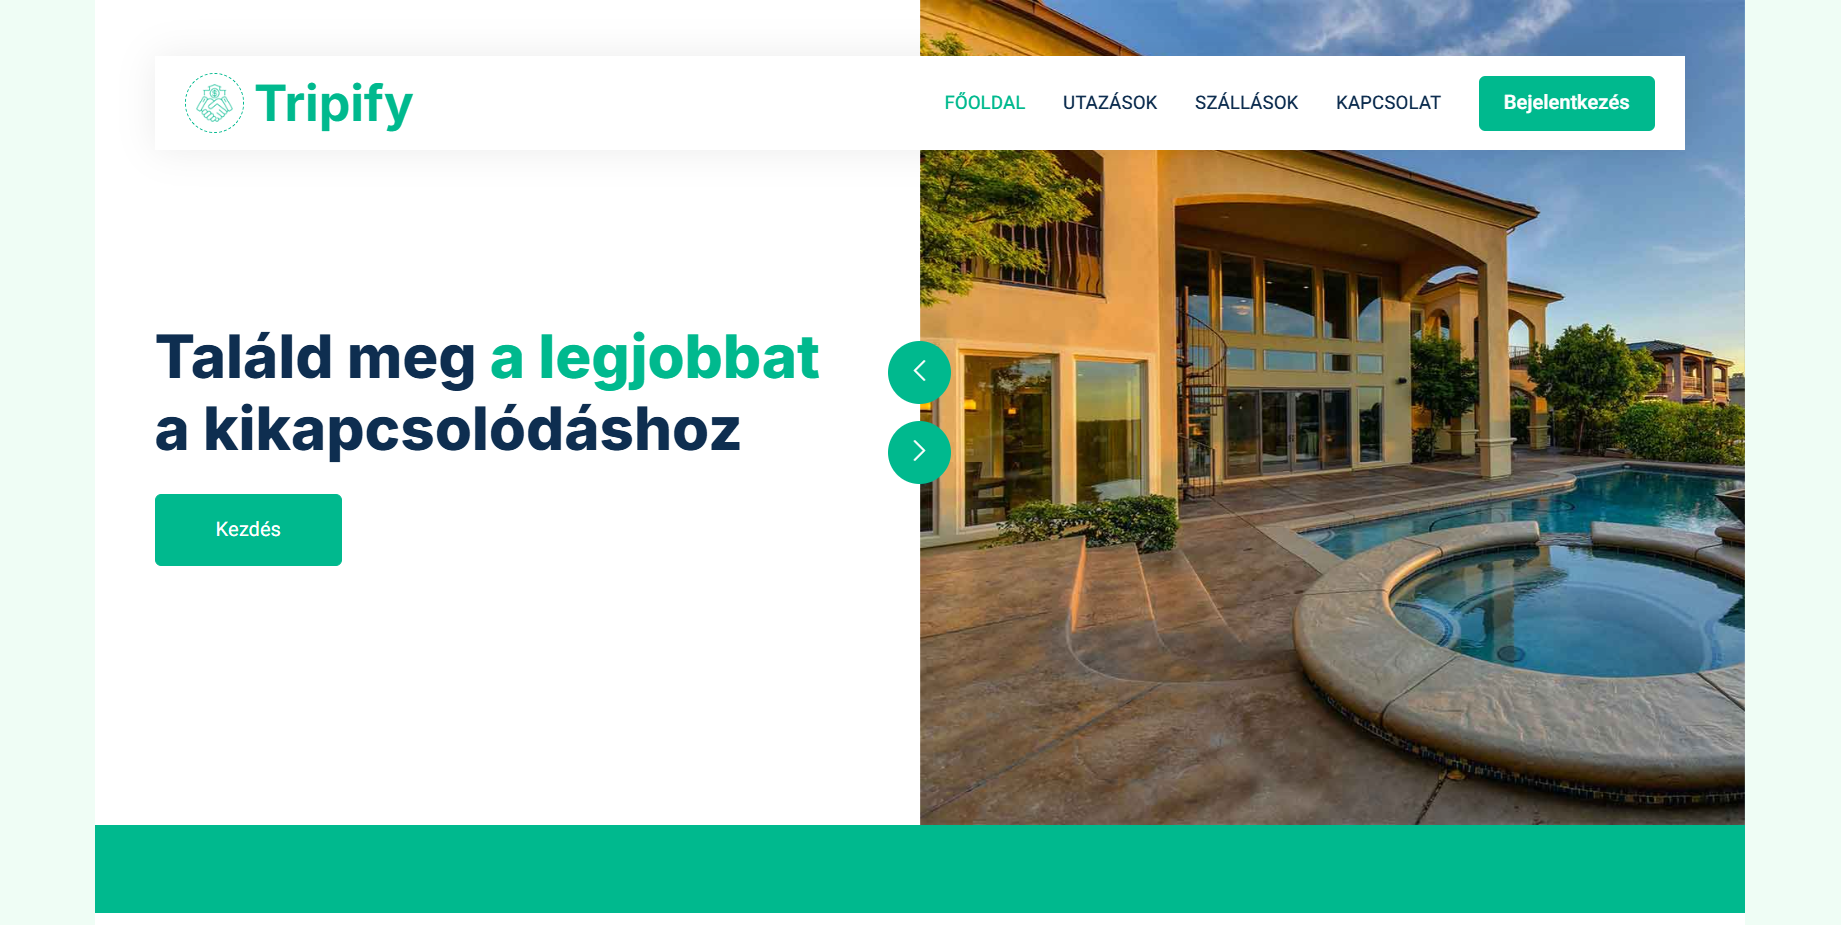 Tripify
FŐOLDAL UTAZÁSOK SZÁLLÁSOK KAPCSOLAT Bejelentkezés
Találd meg a legjobbat
a kikapcsolódáshoz
Kezdés